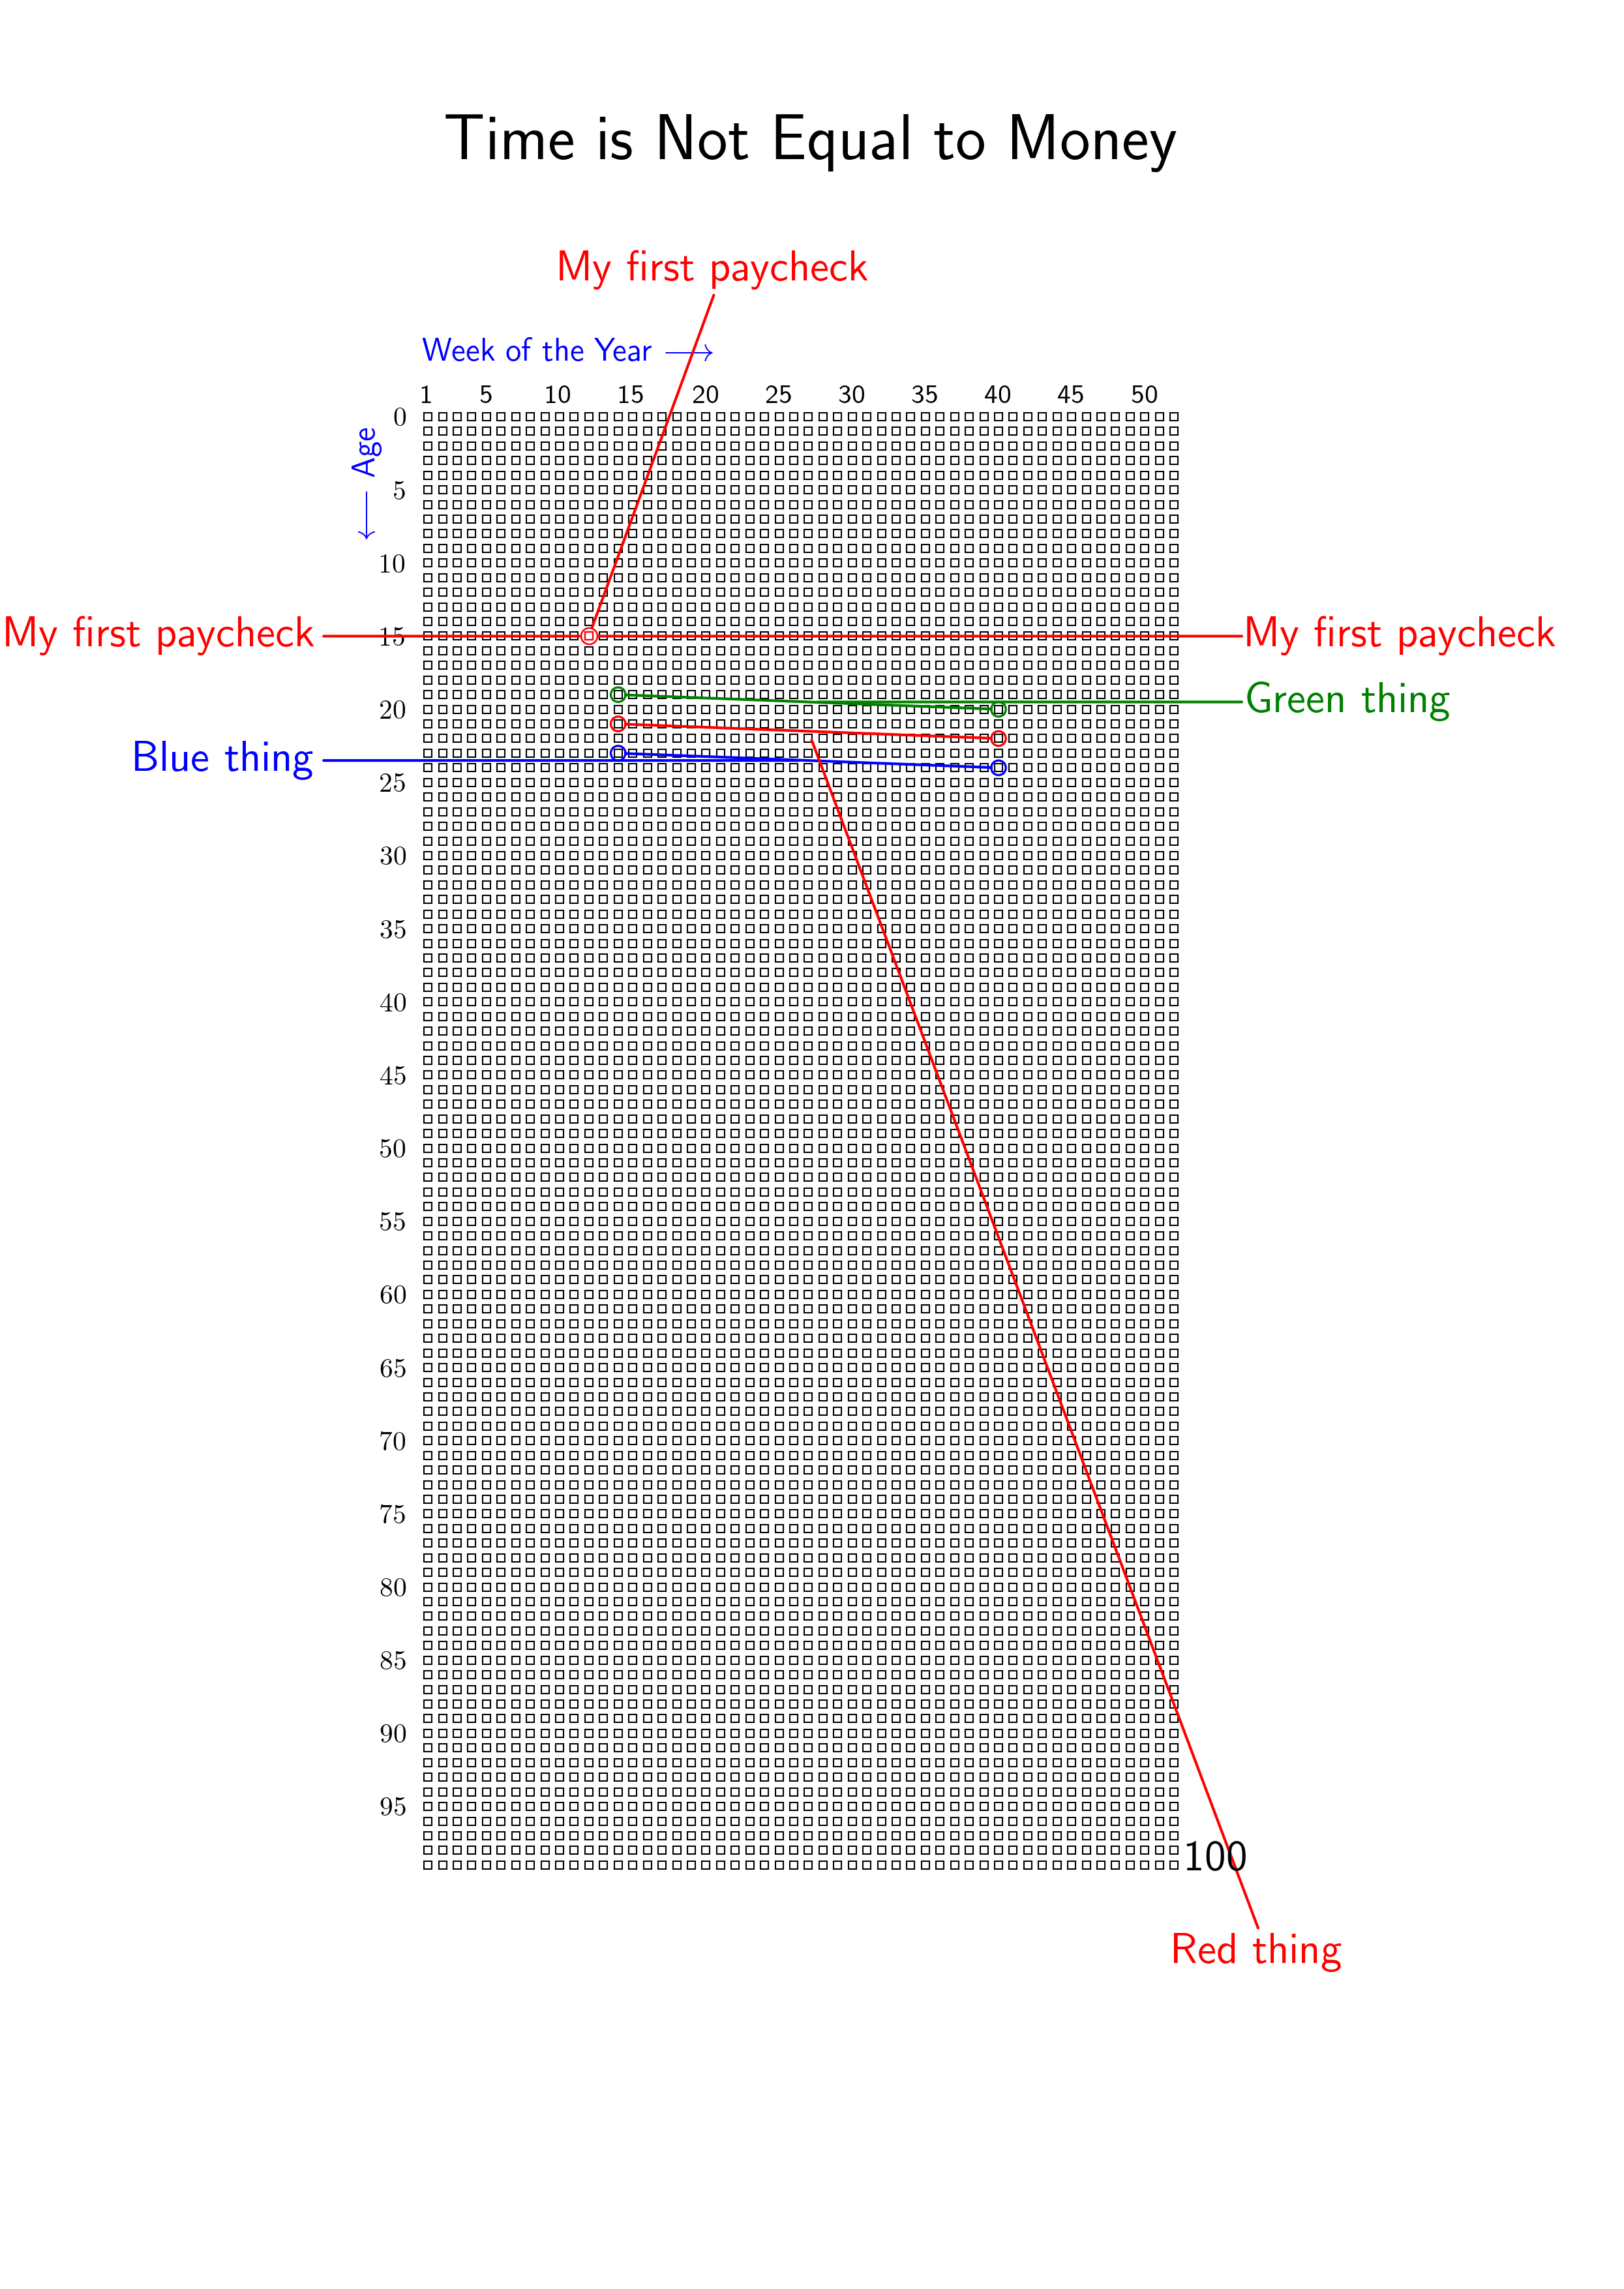 Time is Not Equal to Money
My first paycheck
Week of the Year
1 5 10 15 20 25 30 35 40 45 50
0
Age
5
10
My first paycheck
15
My first paycheck
Green thing
20
Blue thing
25
30
35
40
45
50
55
60
65
70
75
80
85
90
95
100
Red thing